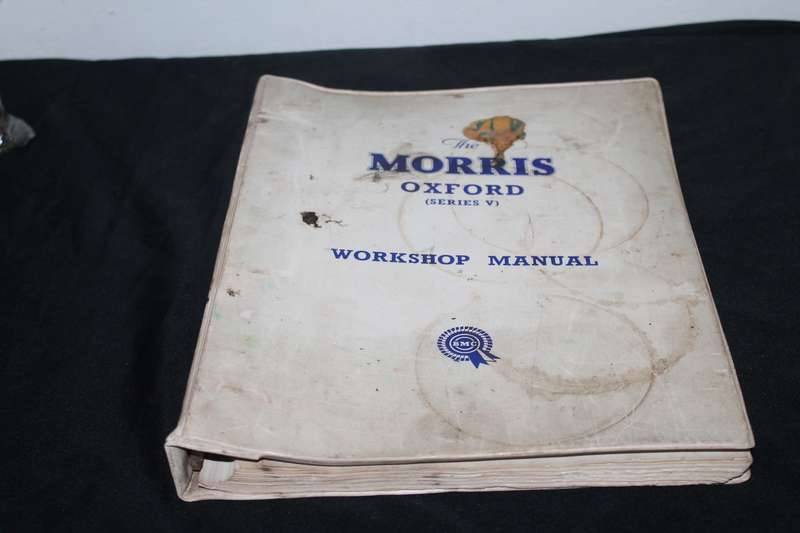 The
MORRIS
OXFORD
(SERIES V)
WORKSHOP MANUAL
BMC